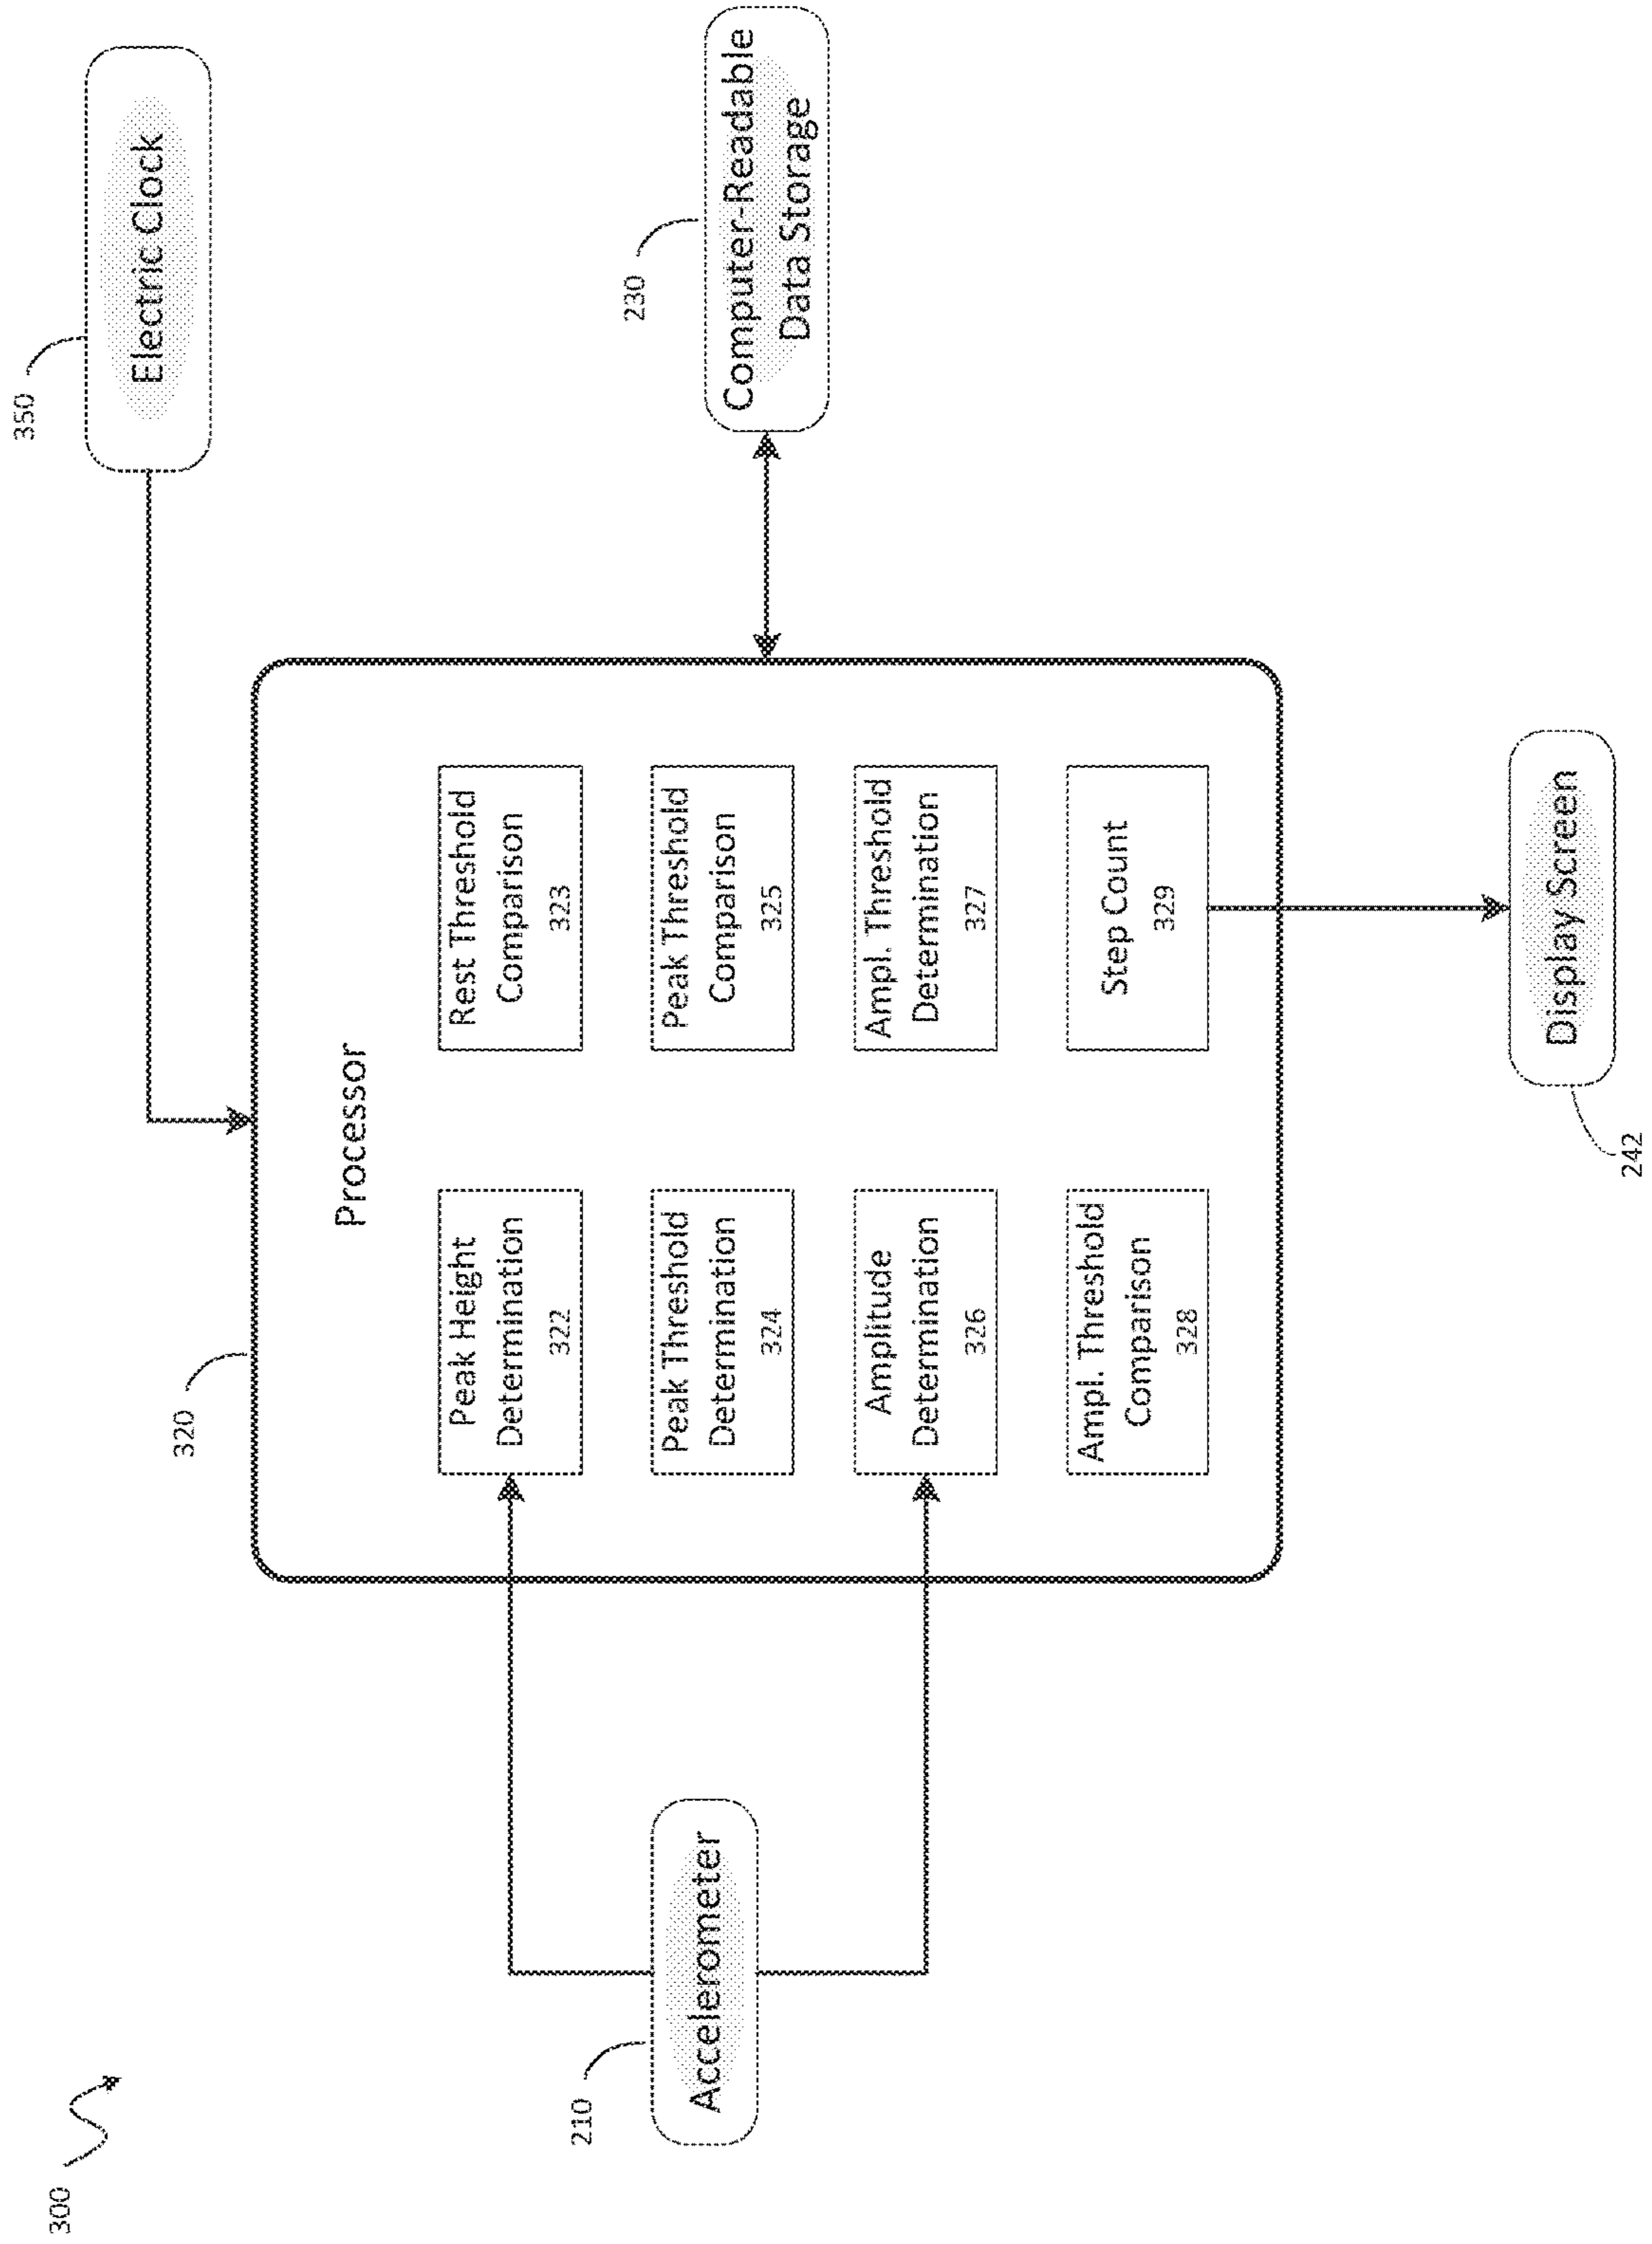 300
350
Electric Clock
320
Processor
Peak Height
Determination
322
Rest Threshold
Comparison
323
210
Accelerometer
Peak Threshold
Determination
324
Peak Threshold
Comparison
325
230
Computer-Readable
Data Storage
Amplitude
Determination
326
Ampl. Threshold
Determination
327
Ampl. Threshold
Comparison
328
Step Count
329
242
Display Screen